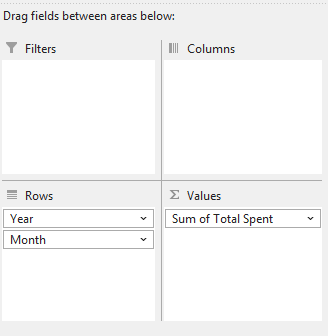 Drag fields between areas below:
Filters
Columns
Rows
Year
Month
Σ Values
Sum of Total Spent